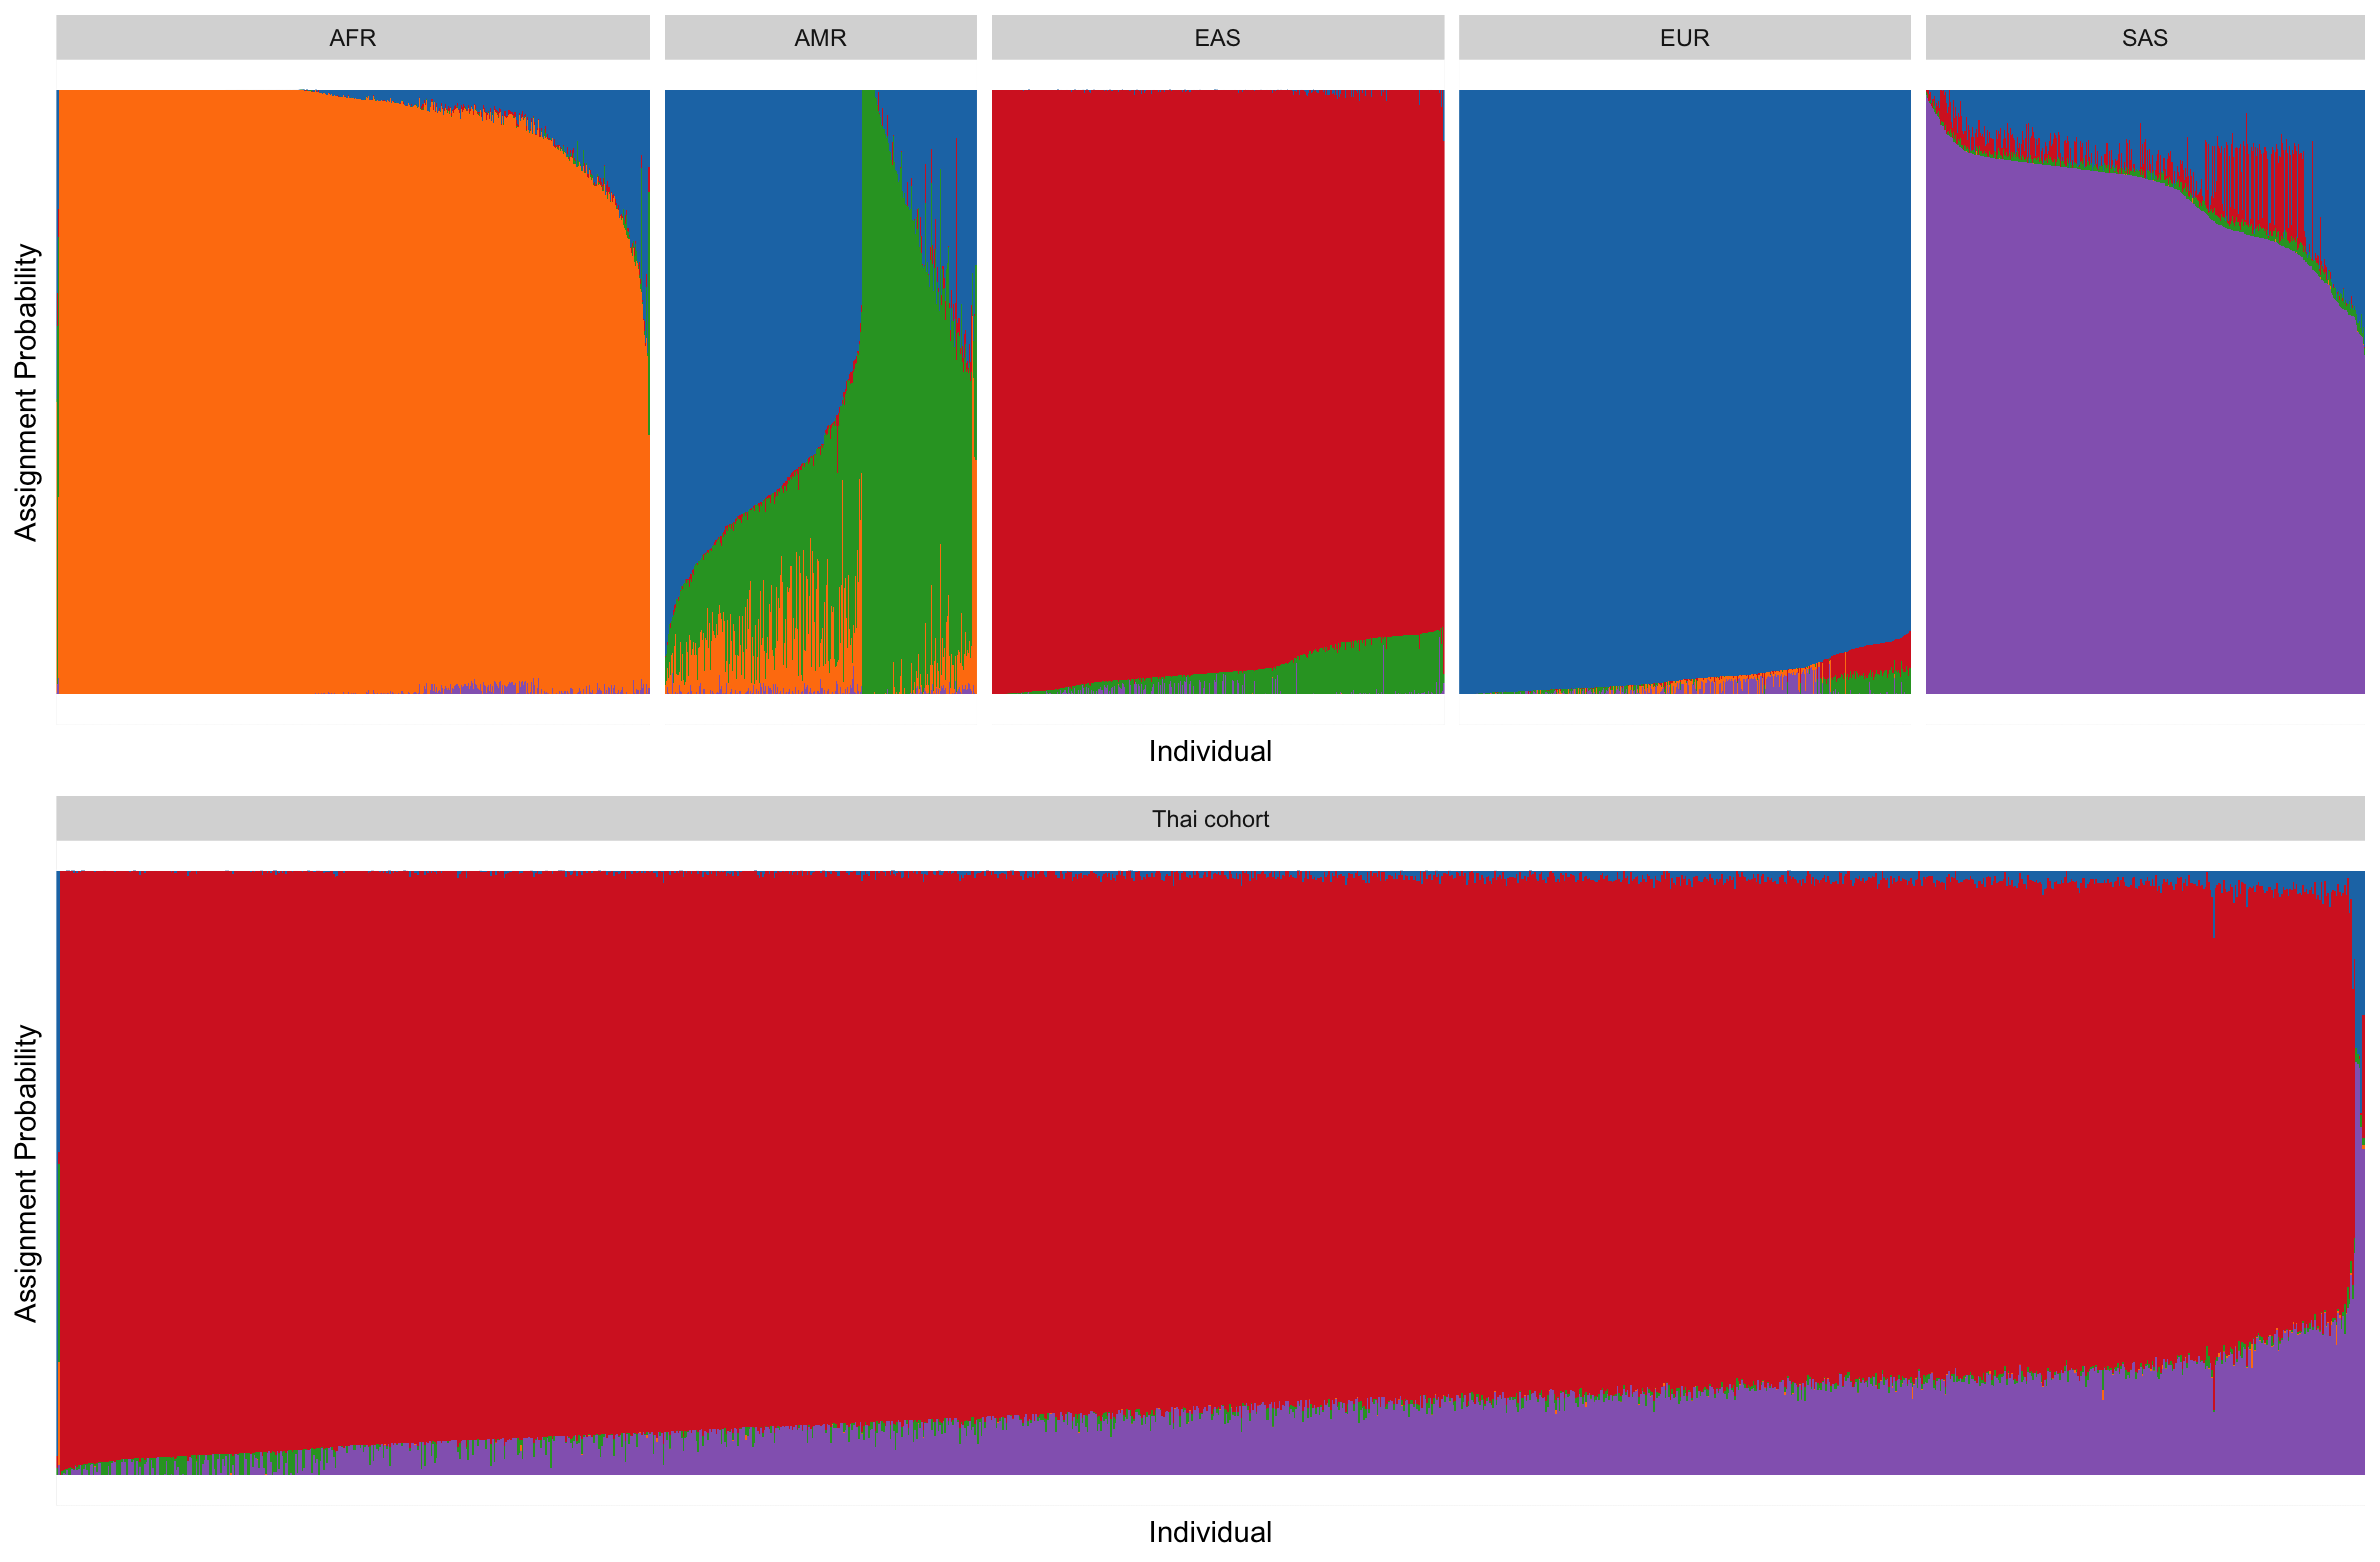 AFR
AMR
EAS
EUR
SAS
Assignment Probability
Individual
Thai cohort
Assignment Probability
Individual